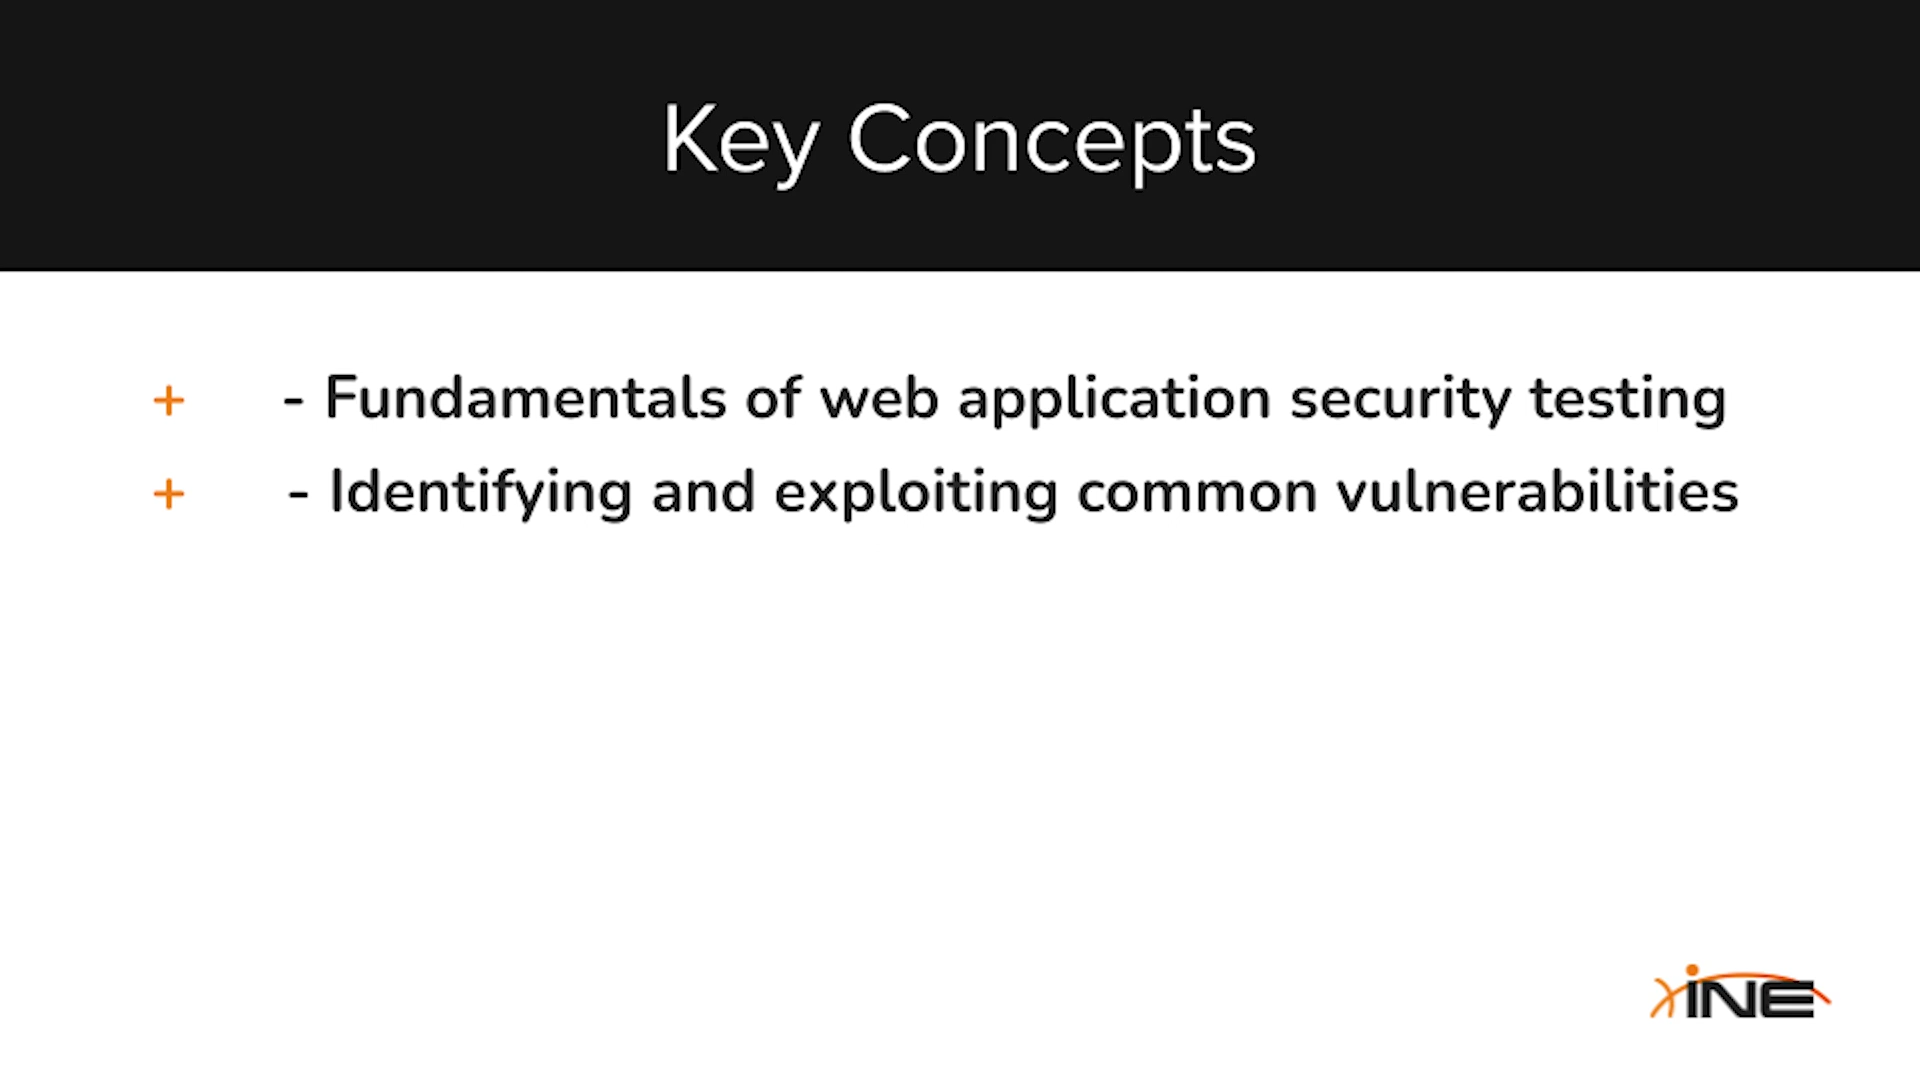 Key Concepts
+ - Fundamentals of web application security testing
+ - Identifying and exploiting common vulnerabilities
iNE